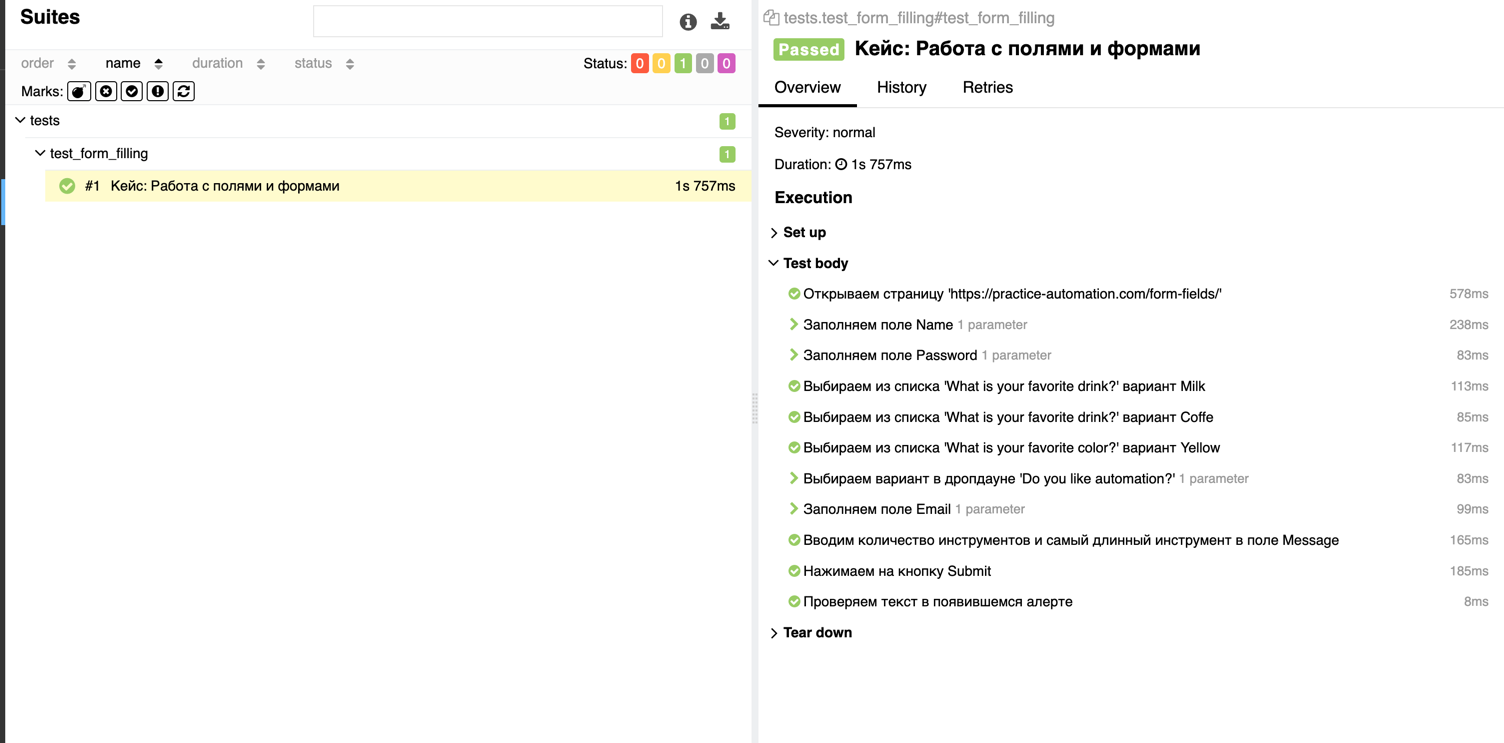 Suites
order name duration status Status: 0 0 1 0 0
Marks:
tests 1
test_form_filling 1
#1 Кейс: Работа с полями и формами 1s 757ms
tests.test_form_filling#test_form_filling
Passed Кейс: Работа с полями и формами
Overview History Retries
Severity: normal
Duration: 1s 757ms
Execution
Set up
Test body
Открываем страницу 'https://practice-automation.com/form-fields/' 578ms
Заполняем поле Name 1 parameter 238ms
Заполняем поле Password 1 parameter 83ms
Выбираем из списка 'What is your favorite drink?' вариант Milk 113ms
Выбираем из списка 'What is your favorite drink?' вариант Coffe 85ms
Выбираем из списка 'What is your favorite color?' вариант Yellow 117ms
Выбираем вариант в дропдауне 'Do you like automation?' 1 parameter 83ms
Заполняем поле Email 1 parameter 99ms
Вводим количество инструментов и самый длинный инструмент в поле Message 165ms
Нажимаем на кнопку Submit 185ms
Проверяем текст в появившемся алерте 8ms
Tear down